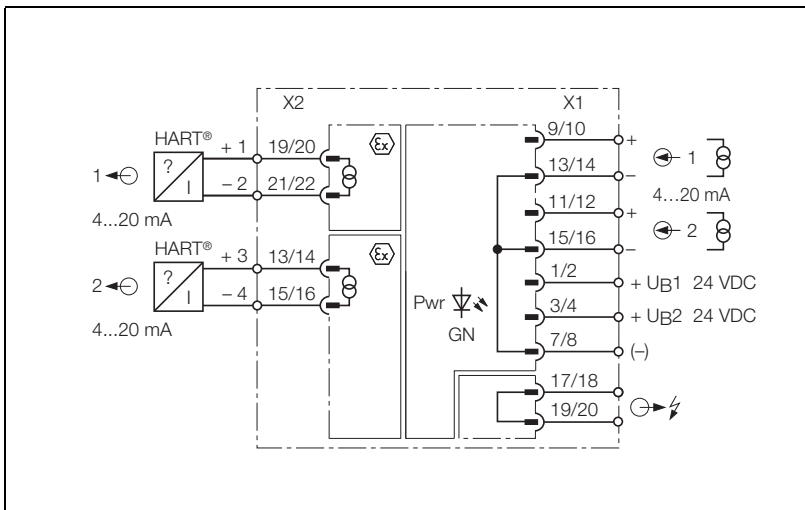 X2
X1
HART®
+ 1
19/20
Ex
?
I
1
– 2
21/22
4...20 mA
HART®
+ 3
13/14
Ex
?
I
2
– 4
15/16
4...20 mA
Pwr
GN
9/10
+
1
13/14
–
4...20 mA
11/12
+
2
15/16
–
1/2
+ UB1 24 VDC
3/4
+ UB2 24 VDC
7/8
(–)
17/18
19/20